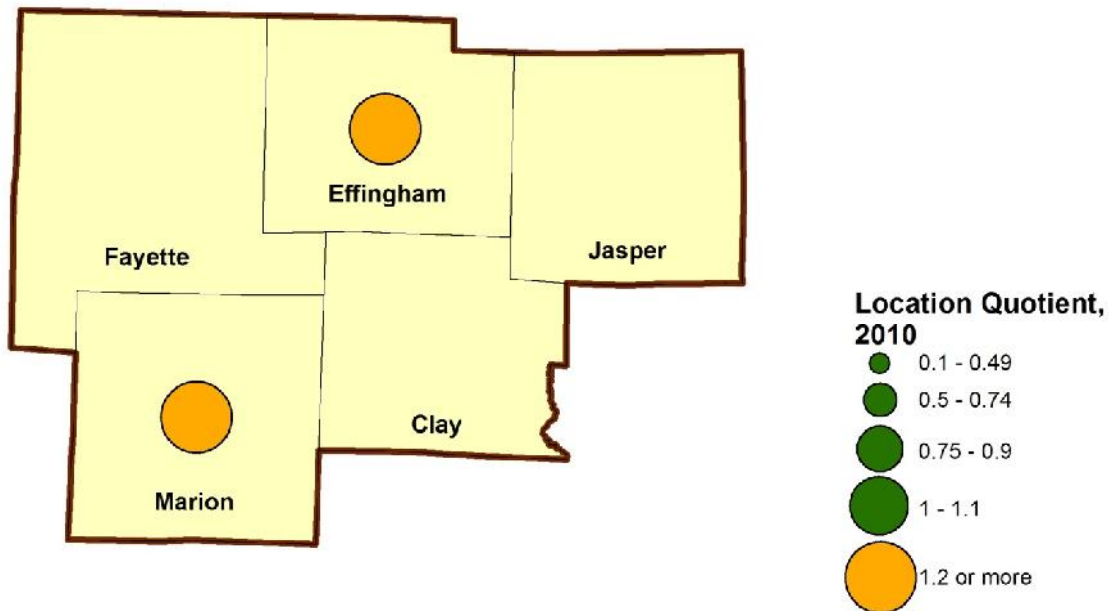 Effingham
Fayette
Jasper
Clay
Marion
Location Quotient,
2010
0.1 - 0.49
0.5 - 0.74
0.75 - 0.9
1 - 1.1
1.2 or more